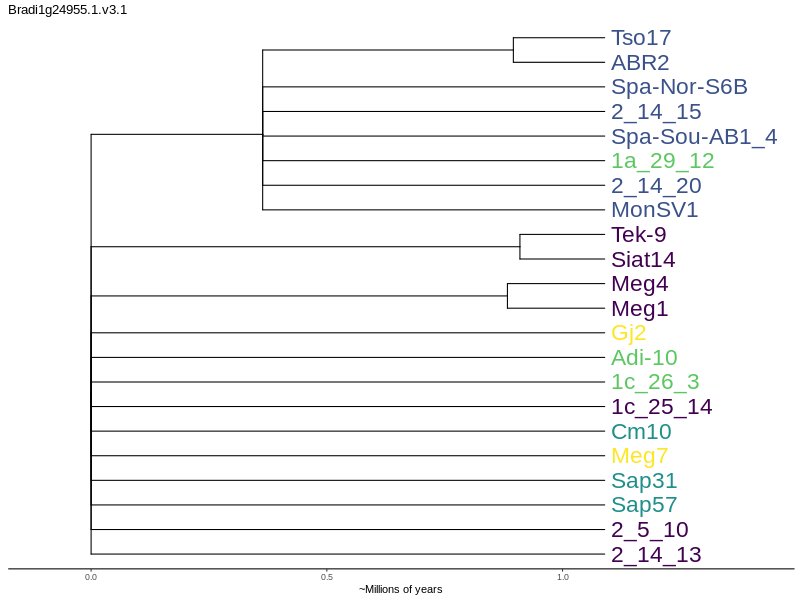 Bradi1g24955.1.v3.1
Tso17
ABR2
Spa-Nor-S6B
2_14_15
Spa-Sou-AB1_4
1a_29_12
2_14_20
MonSV1
Tek-9
Siat14
Meg4
Meg1
Gj2
Adi-10
1c_26_3
1c_25_14
Cm10
Meg7
Sap31
Sap57
2_5_10
2_14_13
0.0 0.5 1.0
~Millions of years